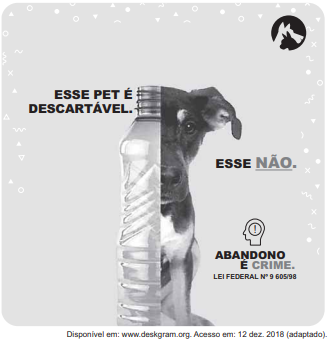 ESSE PET É
DESCARTÁVEL.
ESSE NÃO.
ABANDONO
É CRIME.
LEI FEDERAL Nº 9 605/98
Disponível em: www.deskgram.org. Acesso em: 12 dez. 2018 (adaptado).